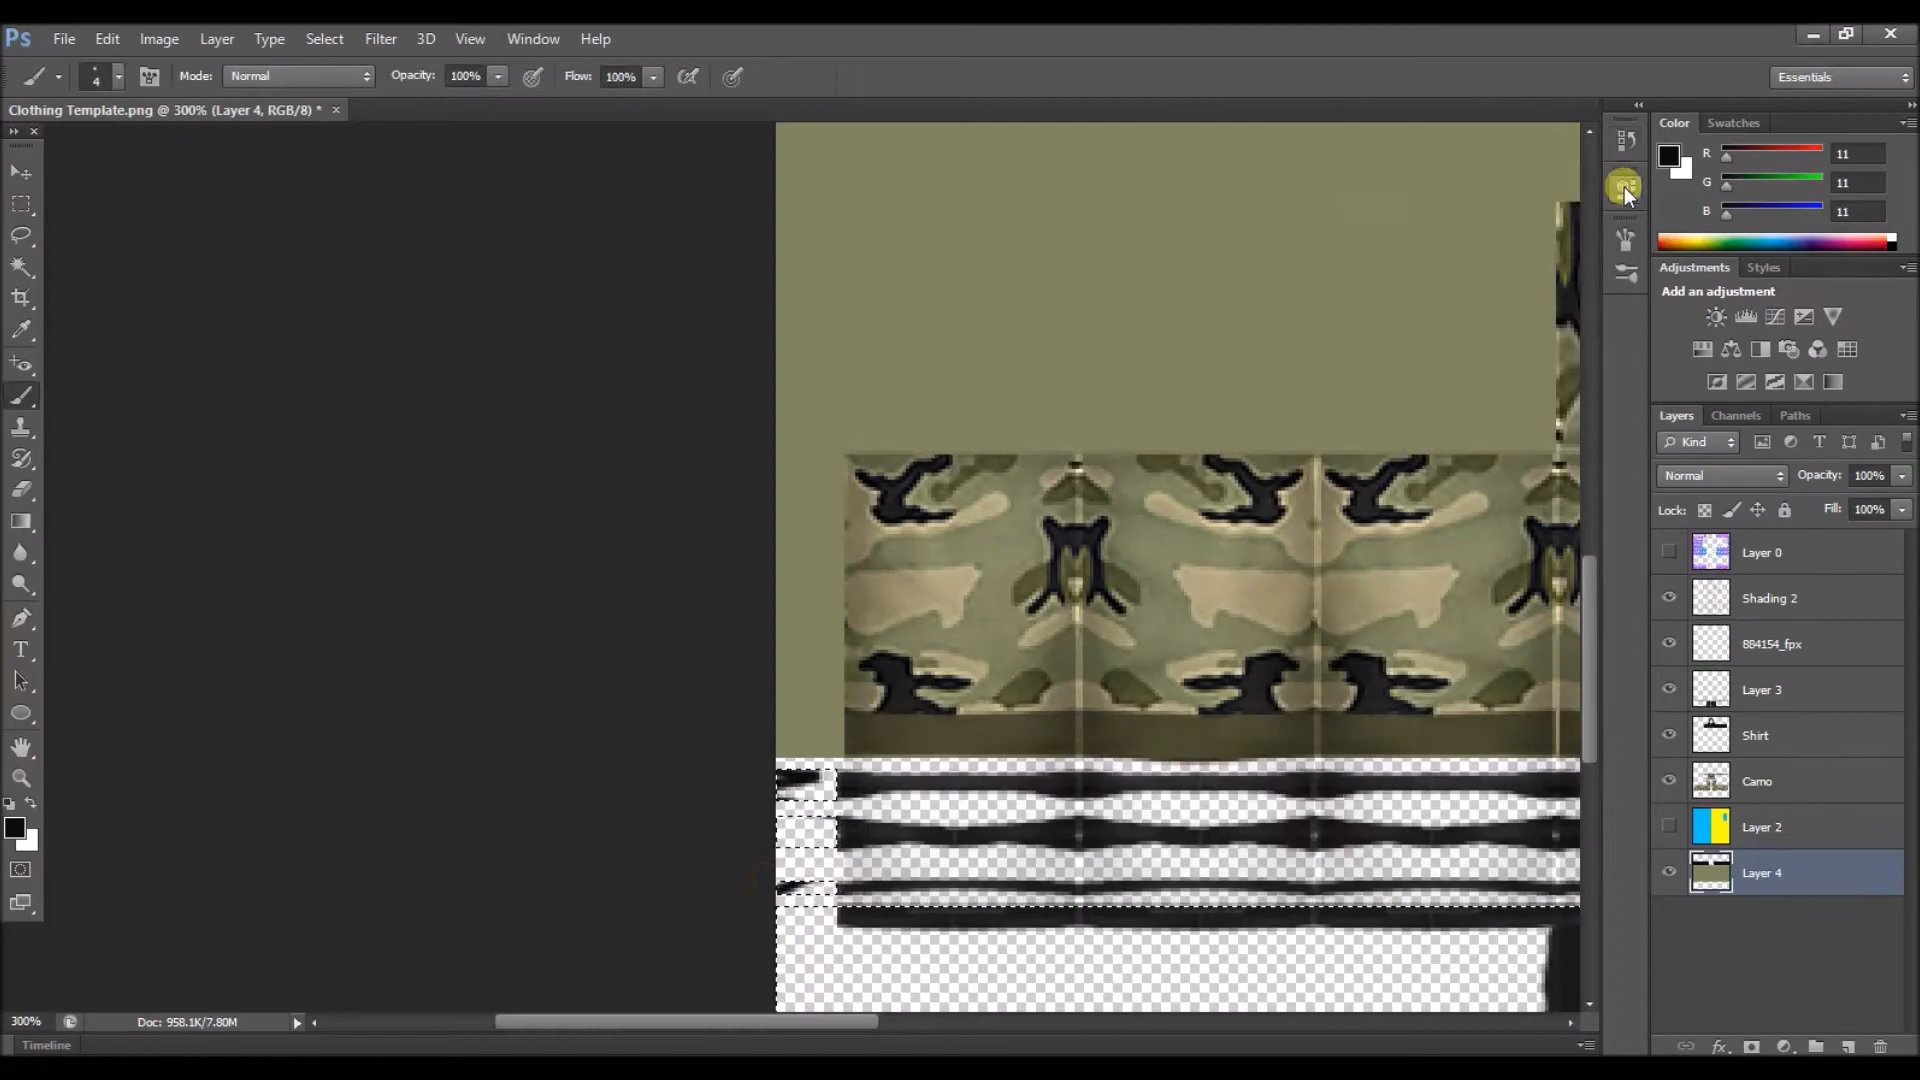 Ps File Edit Image Layer Type Select Filter 3D View Window Help
4 Mode: Normal Opacity: 100% Flow: 100% Essentials
Clothing Template.png @ 300% (Layer 4, RGB/8) *
Color Swatches
R 11
G 11
B 11
Adjustments Styles
Add an adjustment
Layers Channels Paths
Kind
Normal Opacity: 100%
Lock: Fill: 100%
Layer 0
Shading 2
884154_fpx
Layer 3
Shirt
Camo
Layer 2
Layer 4
300% Doc: 958.1K/7.80M
Timeline